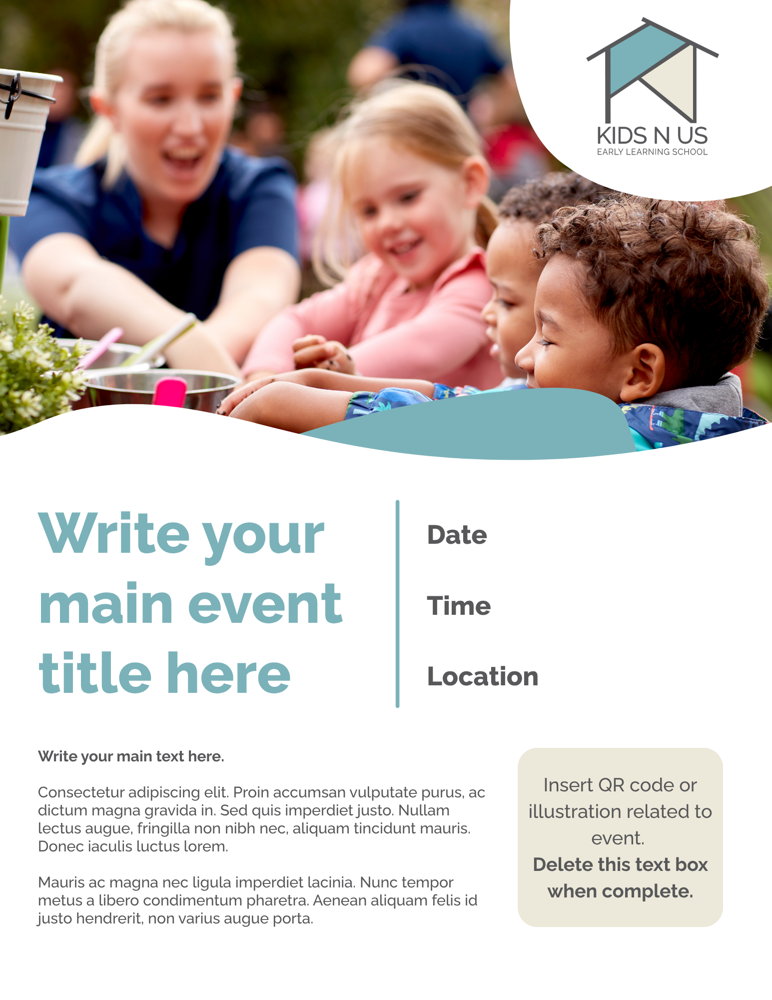 KIDS N US
EARLY LEARNING SCHOOL
Write your
main event
title here
Date
Time
Location
Write your main text here.
Consectetur adipiscing elit. Proin accumsan vulputate purus, ac
dictum magna gravida in. Sed quis imperdiet justo. Nullam
lectus augue, fringilla non nibh nec, aliquam tincidunt mauris.
Donec iaculis luctus lorem.
Mauris ac magna nec ligula imperdiet lacinia. Nunc tempor
metus a libero condimentum pharetra. Aenean aliquam felis id
justo hendrerit, non varius augue porta.
Insert QR code or
illustration related to
event.
Delete this text box
when complete.